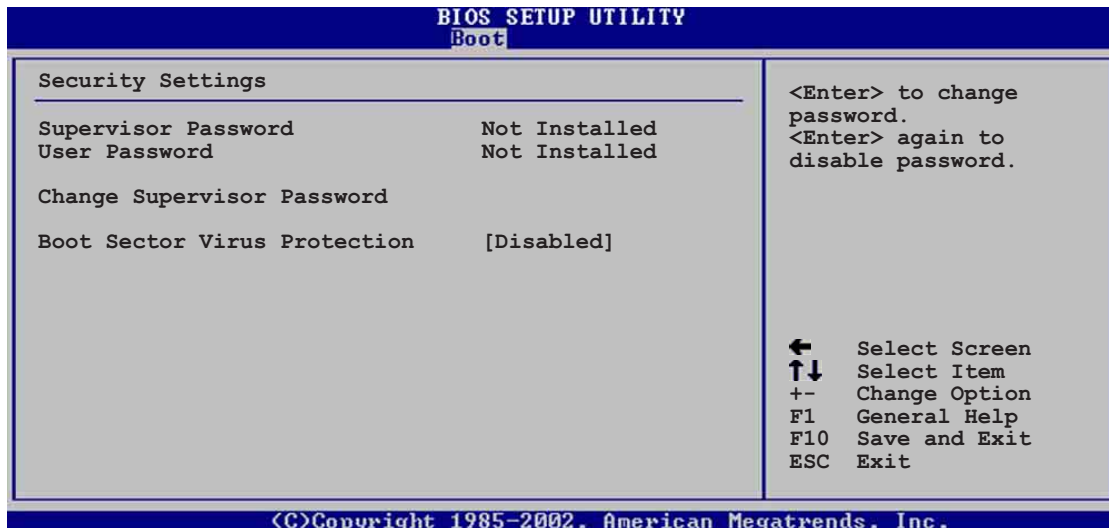 BIOS SETUP UTILITY
Boot
Security Settings
Supervisor Password Not Installed
User Password Not Installed
Change Supervisor Password
Boot Sector Virus Protection [Disabled]
<Enter> to change
password.
<Enter> again to
disable password.
← Select Screen
↑↓ Select Item
+- Change Option
F1 General Help
F10 Save and Exit
ESC Exit
(C)Copyright 1985-2002, American Megatrends, Inc.